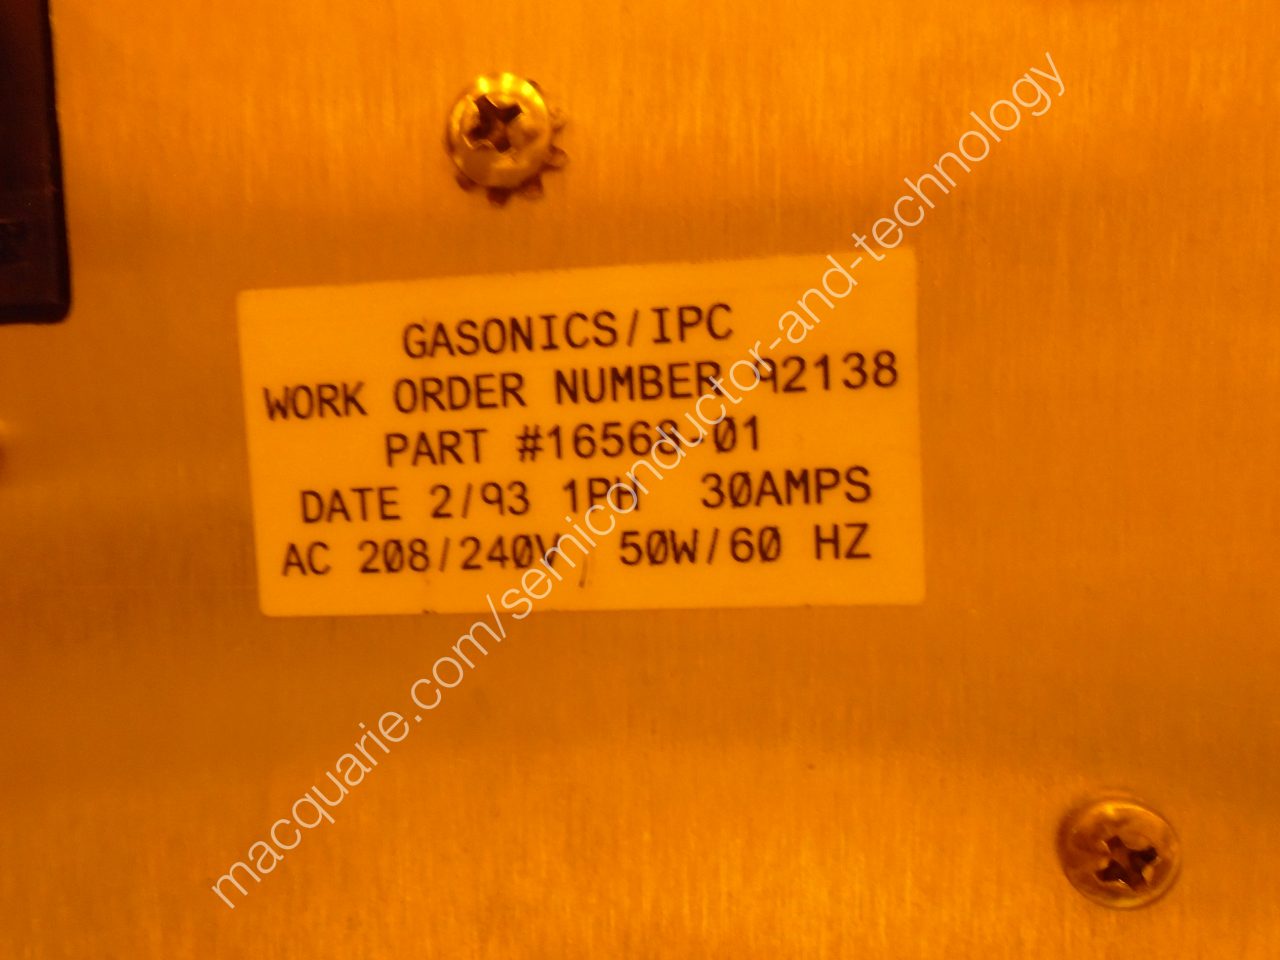 GASONICS/IPC
WORK ORDER NUMBER 92138
PART #16568-01
DATE 2/93 1PH 30AMPS
AC 208/240V, 50W/60 HZ
macquarie.com/semiconductor-and-technology